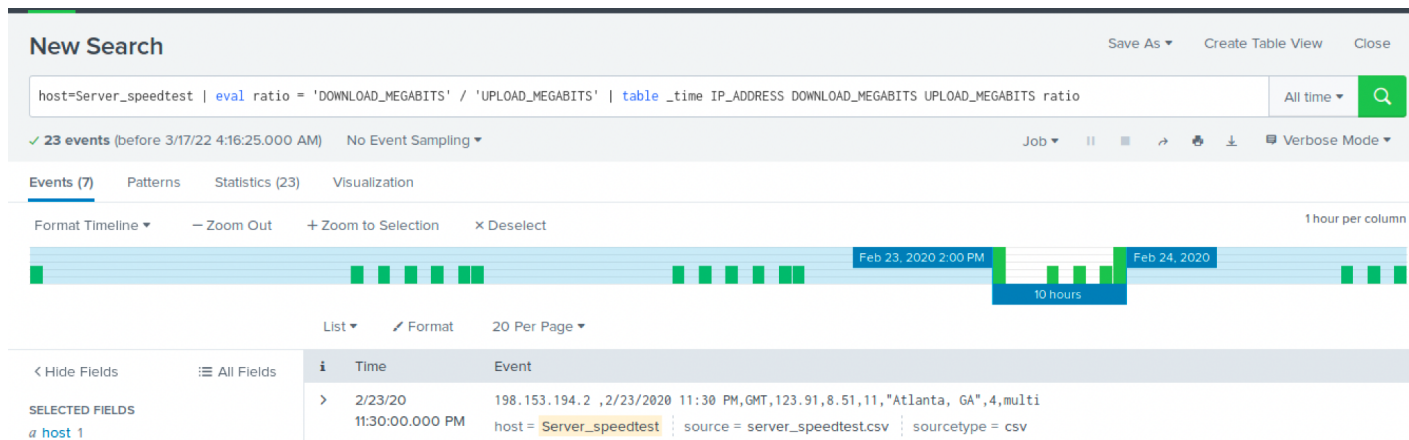 New Search
Save As Create Table View Close
host=Server_speedtest | eval ratio = 'DOWNLOAD_MEGABITS' / 'UPLOAD_MEGABITS' | table _time IP_ADDRESS DOWNLOAD_MEGABITS UPLOAD_MEGABITS ratio
All time
23 events (before 3/17/22 4:16:25.000 AM) No Event Sampling
Job Verbose Mode
Events (7) Patterns Statistics (23) Visualization
Format Timeline — Zoom Out + Zoom to Selection × Deselect
1 hour per column
Feb 23, 2020 2:00 PM Feb 24, 2020
10 hours
List Format 20 Per Page
< Hide Fields All Fields
i Time Event
SELECTED FIELDS
a host 1
> 2/23/20
11:30:00.000 PM
198.153.194.2 ,2/23/2020 11:30 PM,GMT,123.91,8.51,11,"Atlanta, GA",4,multi
host = Server_speedtest source = server_speedtest.csv sourcetype = csv